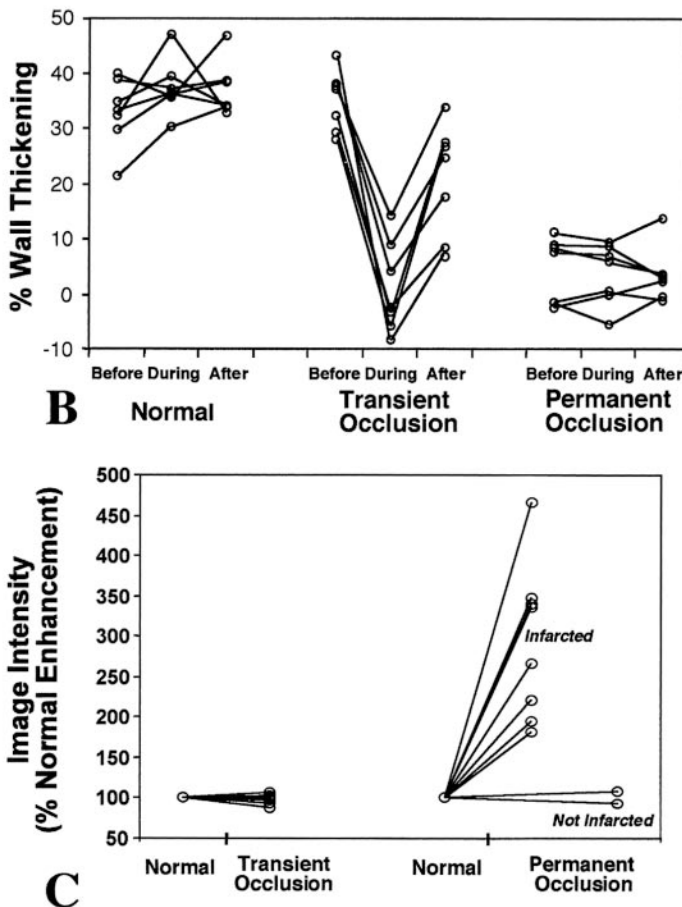 50
40
30
20
10
0
-10
% Wall Thickening
Before During After
Before During After
Before During After
Normal
Transient
Occlusion
Permanent
Occlusion
B
500
450
400
350
300
250
200
150
100
50
Image Intensity
(% Normal Enhancement)
Infarcted
Not Infarcted
Normal
Transient
Occlusion
Normal
Permanent
Occlusion
C